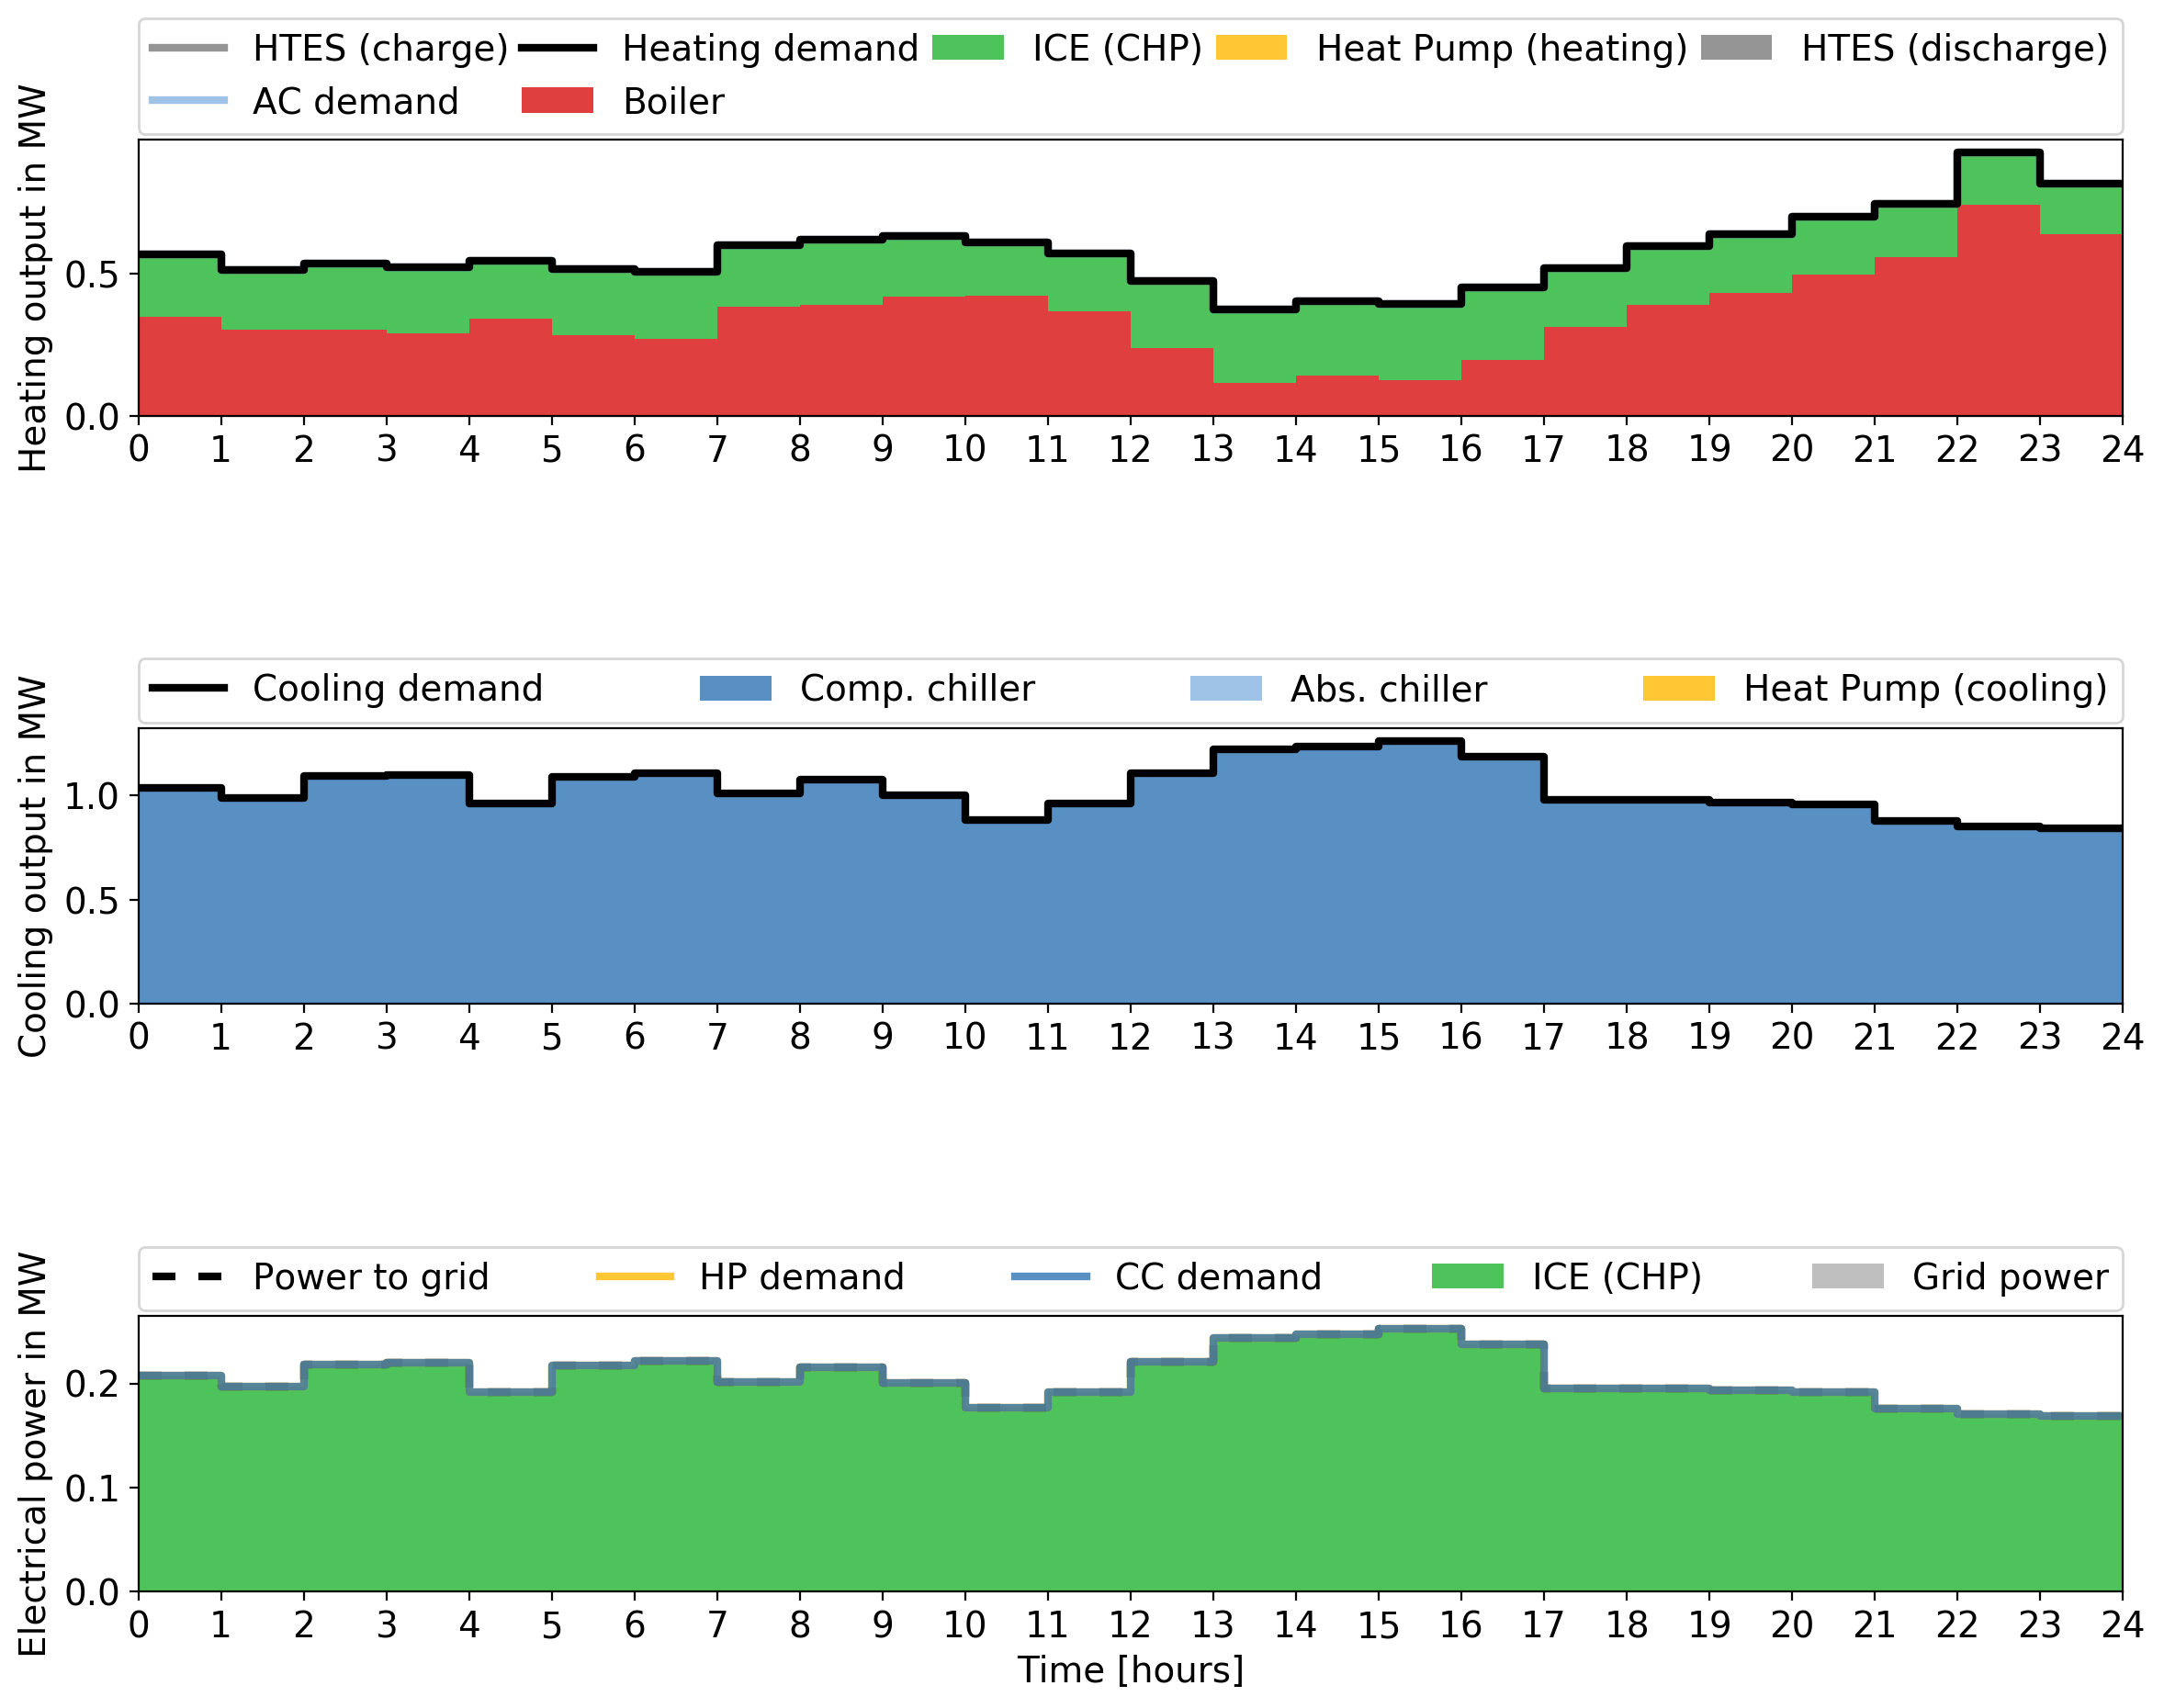 HTES (charge) Heating demand ICE (CHP) Heat Pump (heating) HTES (discharge)
AC demand Boiler
Heating output in MW
0.5
0.0
0 1 2 3 4 5 6 7 8 9 10 11 12 13 14 15 16 17 18 19 20 21 22 23 24
Cooling demand Comp. chiller Abs. chiller Heat Pump (cooling)
Cooling output in MW
1.0
0.5
0.0
0 1 2 3 4 5 6 7 8 9 10 11 12 13 14 15 16 17 18 19 20 21 22 23 24
Power to grid HP demand CC demand ICE (CHP) Grid power
Electrical power in MW
0.2
0.1
0.0
0 1 2 3 4 5 6 7 8 9 10 11 12 13 14 15 16 17 18 19 20 21 22 23 24
Time [hours]